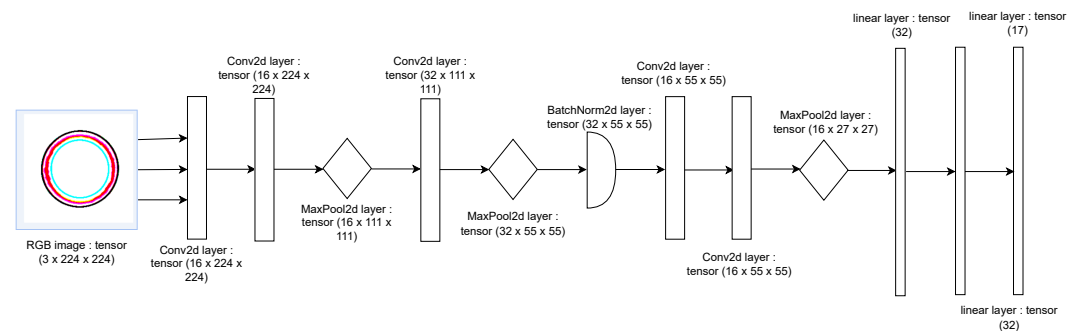 RGB image : tensor
(3 x 224 x 224)
Conv2d layer :
tensor (16 x 224 x
224)
Conv2d layer :
tensor (16 x 224 x
224)
MaxPool2d layer :
tensor (16 x 111 x
111)
Conv2d layer :
tensor (32 x 111 x
111)
MaxPool2d layer :
tensor (32 x 55 x 55)
BatchNorm2d layer :
tensor (32 x 55 x 55)
Conv2d layer :
tensor (16 x 55 x 55)
Conv2d layer :
tensor (16 x 55 x 55)
MaxPool2d layer :
tensor (16 x 27 x 27)
linear layer : tensor
(32)
linear layer : tensor
(32)
linear layer : tensor
(17)